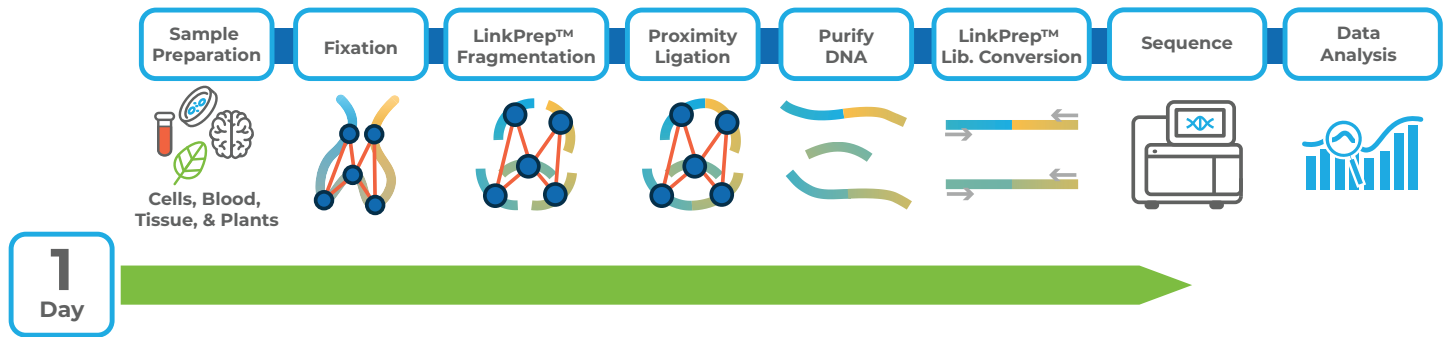 Sample
Preparation
Fixation
LinkPrep™
Fragmentation
Proximity
Ligation
Purify
DNA
LinkPrep™
Lib. Conversion
Sequence
Data
Analysis
Cells, Blood,
Tissue, & Plants
1
Day